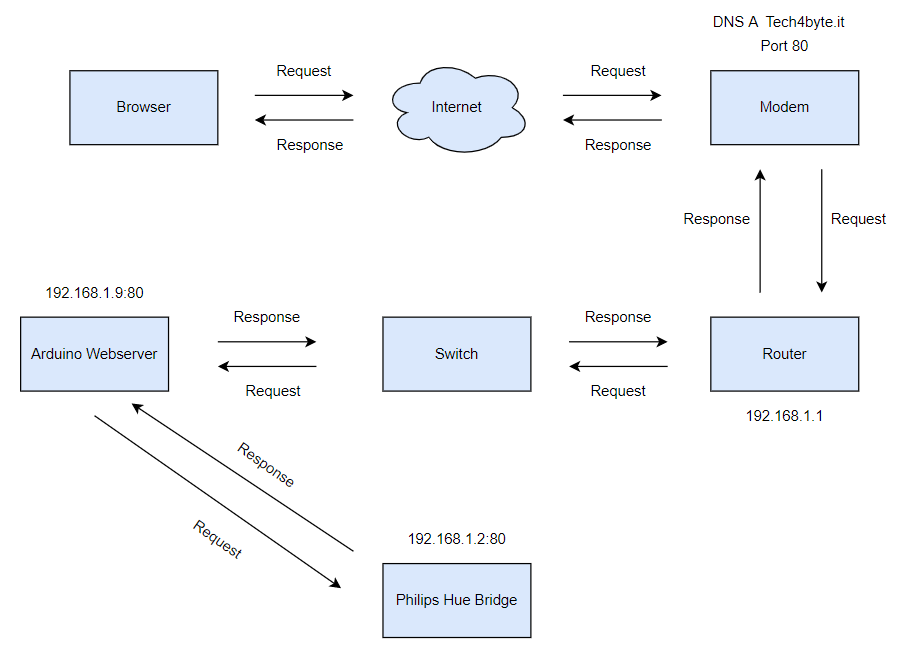 DNS A  Tech4byte.it
Port 80
Request
Request
Browser
Internet
Modem
Response
Response
Response
Request
192.168.1.9:80
Response
Response
Arduino Webserver
Switch
Router
Request
Request
192.168.1.1
Response
Request
192.168.1.2:80
Philips Hue Bridge